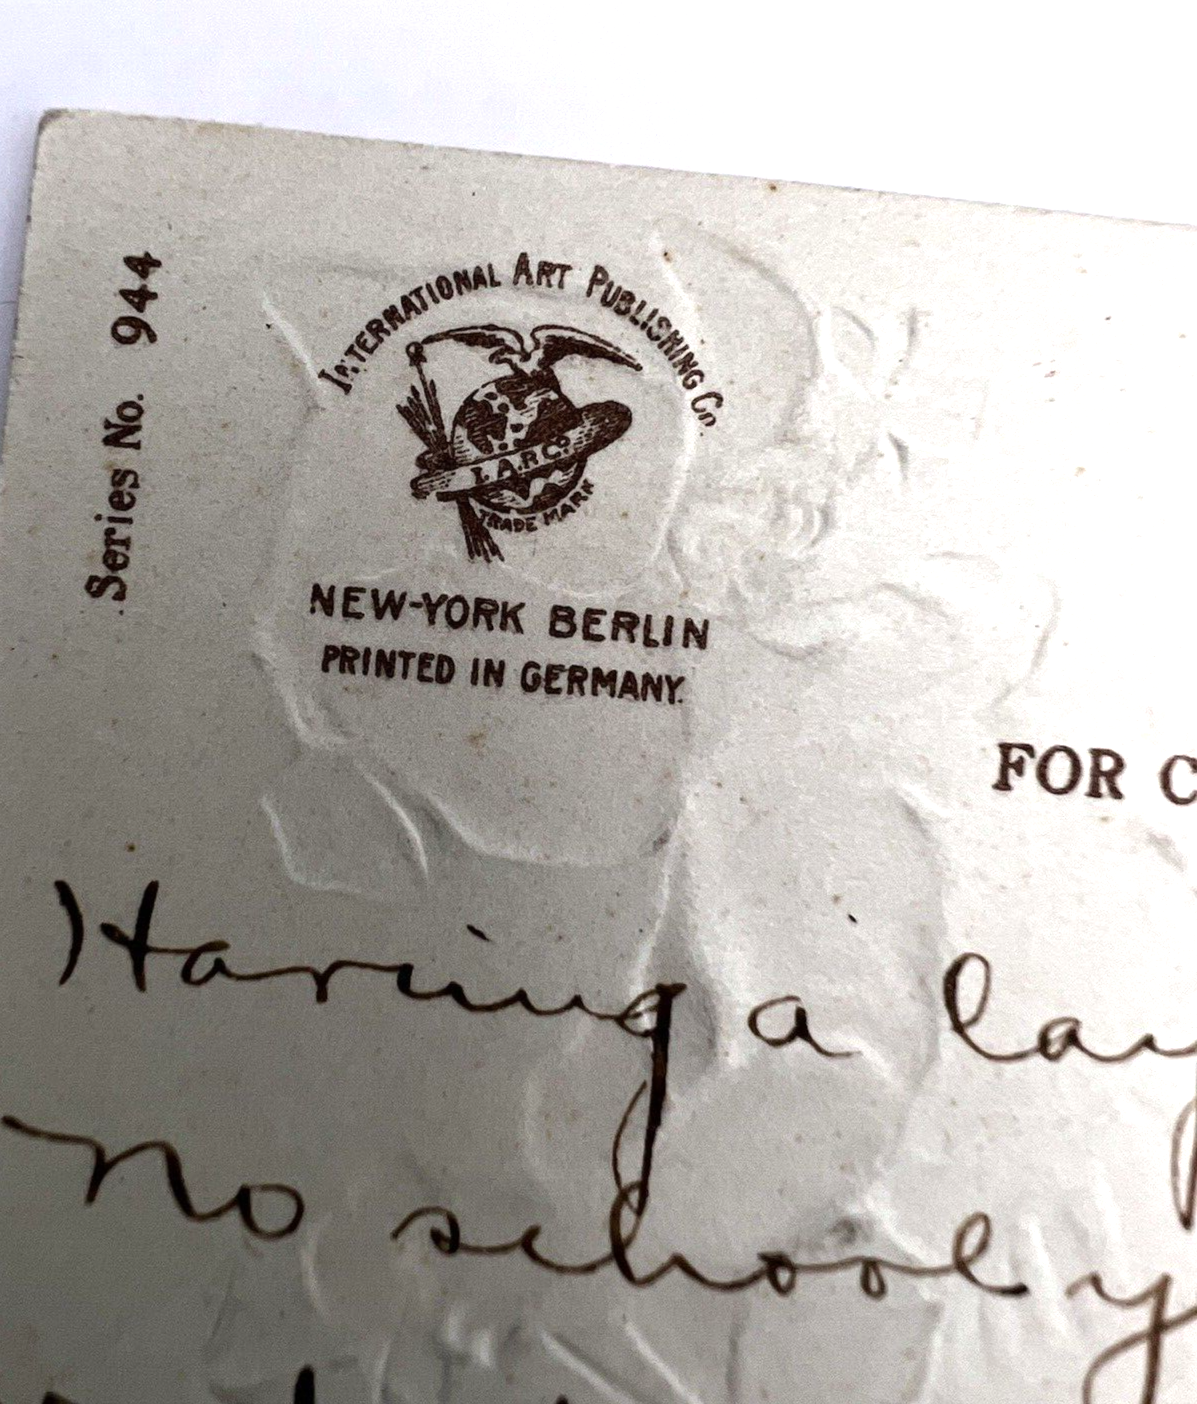 Series No. 944
INTERNATIONAL ART PUBLISHING Co.
I. A. P. Co.
TRADE MARK
NEW-YORK BERLIN
PRINTED IN GERMANY.
FOR C
Having a
no school